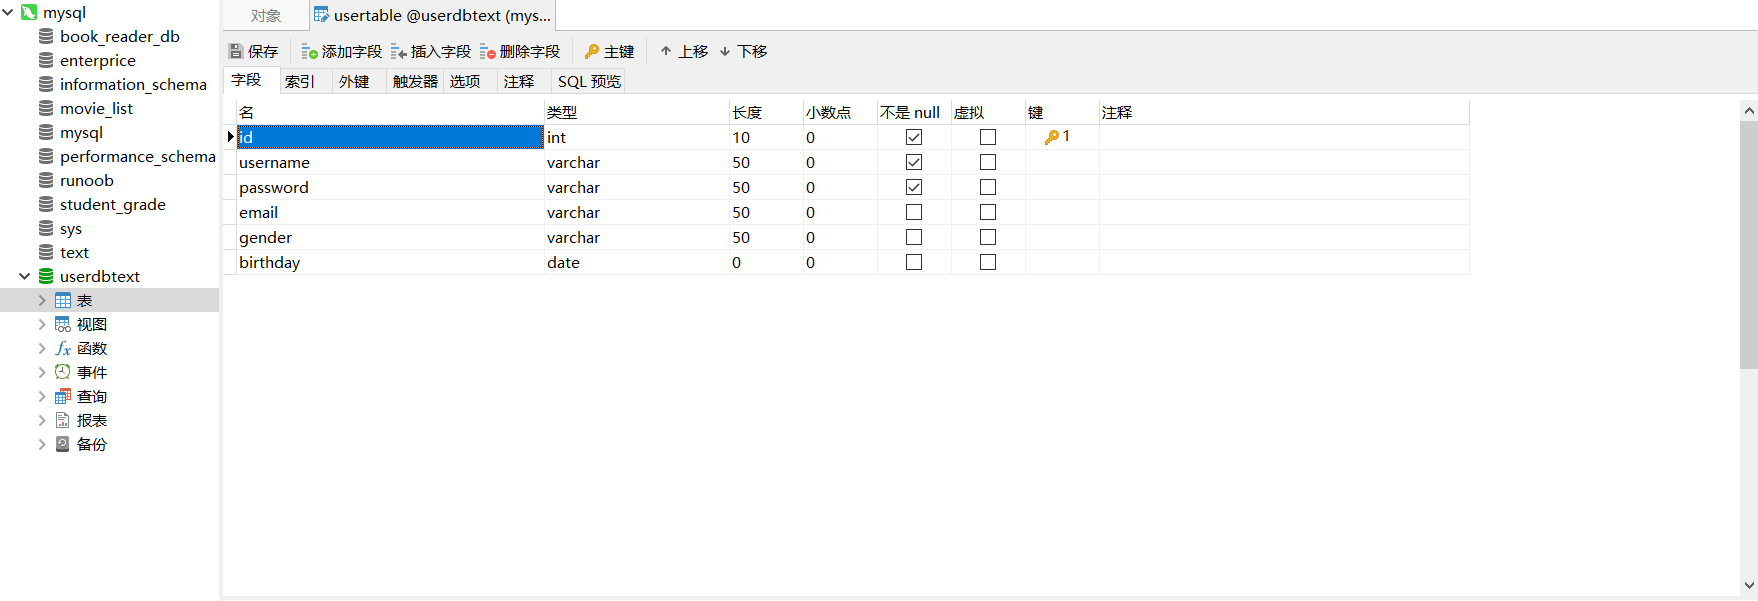 mysql
book_reader_db
enterprice
information_schema
movie_list
mysql
performance_schema
runoob
student_grade
sys
text
userdbtext
表
视图
函数
事件
查询
报表
备份
对象 usertable @userdbtext (mys...
保存 添加字段 插入字段 删除字段 主键 上移 下移
字段 索引 外键 触发器 选项 注释 SQL 预览
名 类型 长度 小数点 不是 null 虚拟 键 注释
id int 10 0 1
username varchar 50 0
password varchar 50 0
email varchar 50 0
gender varchar 50 0
birthday date 0 0